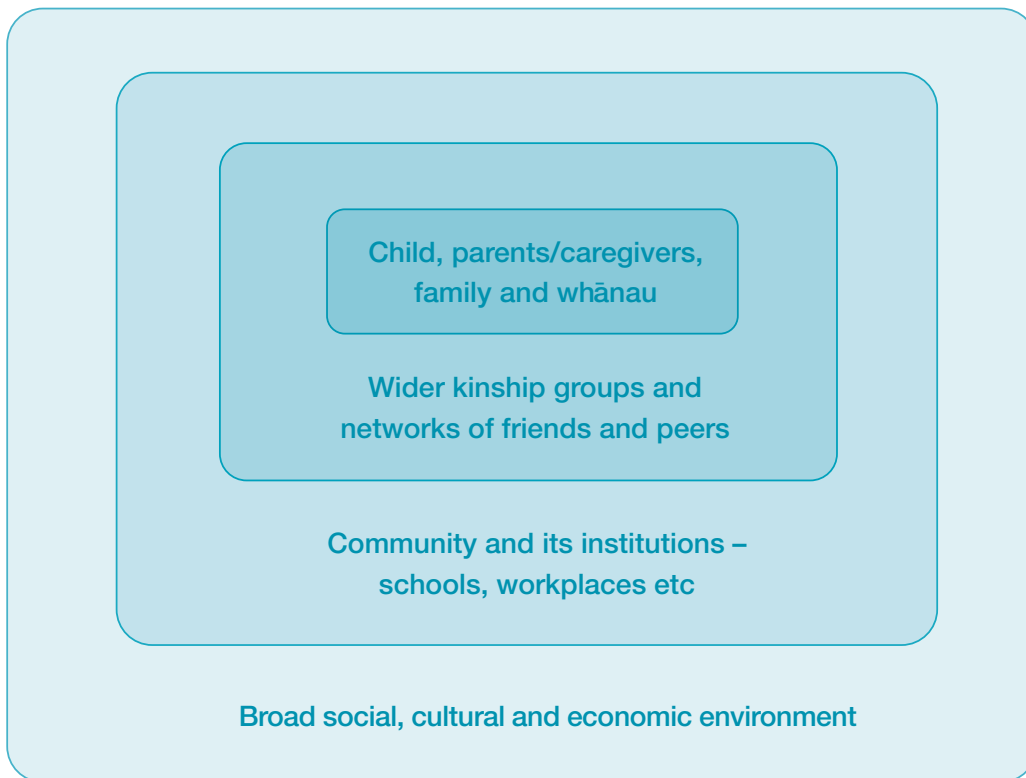 Child, parents/caregivers,
family and whānau
Wider kinship groups and
networks of friends and peers
Community and its institutions –
schools, workplaces etc
Broad social, cultural and economic environment